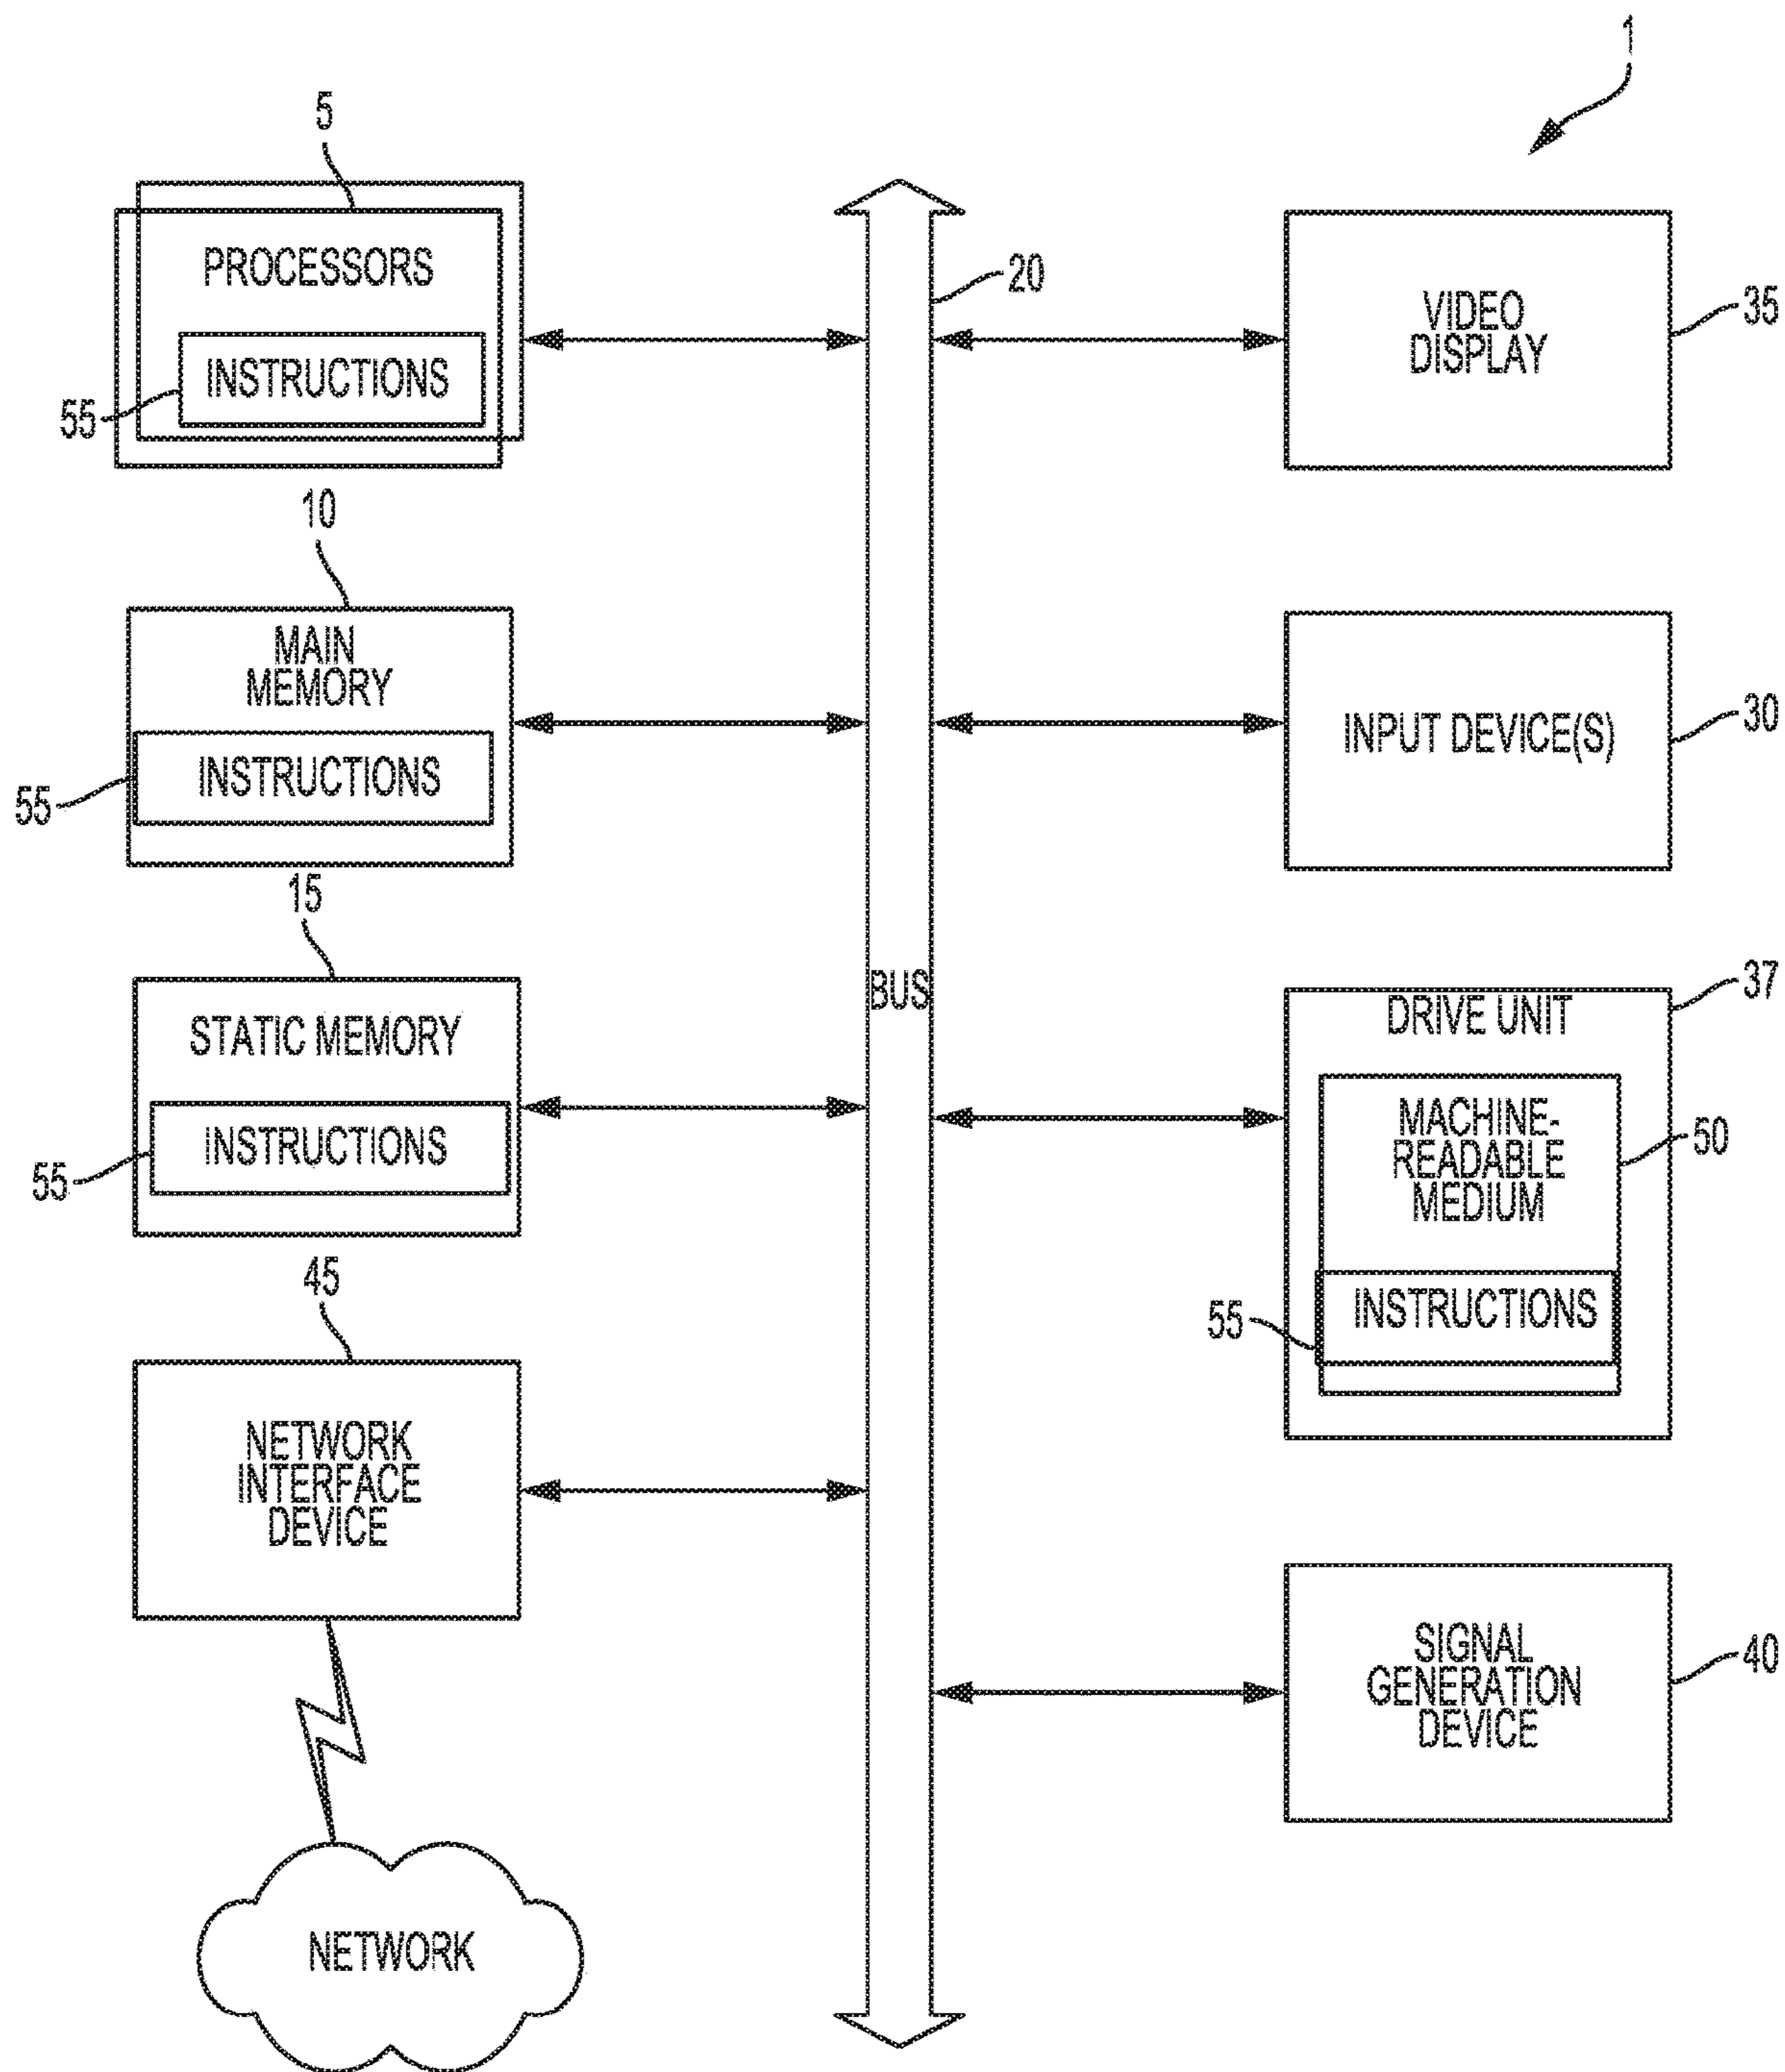 1
5
PROCESSORS
INSTRUCTIONS
55
10
MAIN
MEMORY
INSTRUCTIONS
55
15
STATIC MEMORY
INSTRUCTIONS
55
45
NETWORK
INTERFACE
DEVICE
NETWORK
20
BUS
VIDEO
DISPLAY
35
INPUT DEVICE(S)
30
37
DRIVE UNIT
MACHINE-
READABLE
MEDIUM
50
INSTRUCTIONS
55
SIGNAL
GENERATION
DEVICE
40